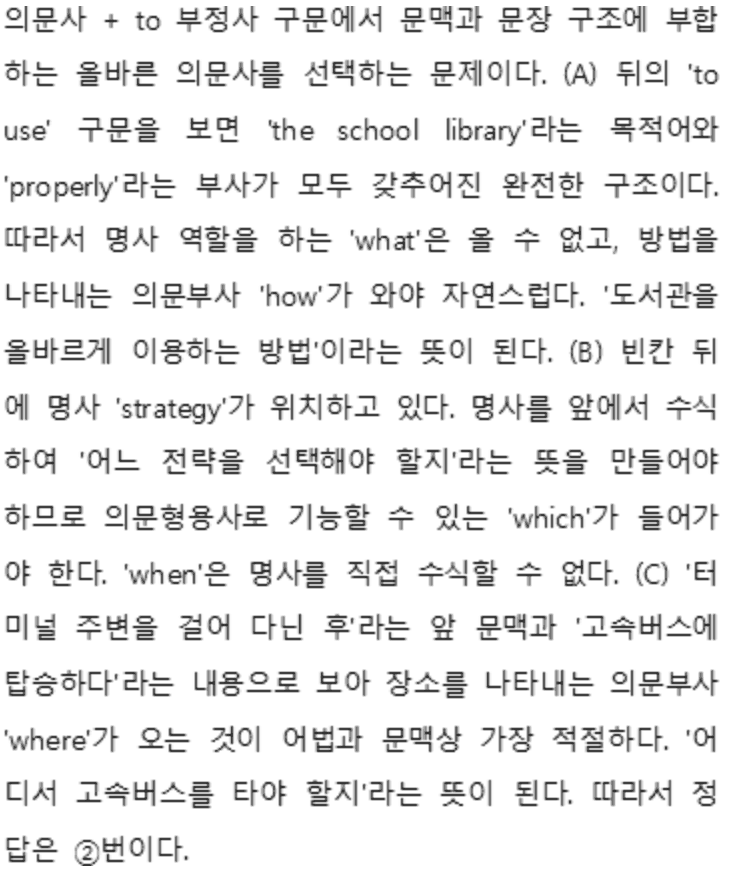 의문사 + to 부정사 구문에서 문맥과 문장 구조에 부합
하는 올바른 의문사를 선택하는 문제이다. (A) 뒤의 'to
use' 구문을 보면 'the school library'라는 목적어와
'properly'라는 부사가 모두 갖추어진 완전한 구조이다.
따라서 명사 역할을 하는 'what'은 올 수 없고, 방법을
나타내는 의문부사 'how'가 와야 자연스럽다. '도서관을
올바르게 이용하는 방법'이라는 뜻이 된다. (B) 빈칸 뒤
에 명사 'strategy'가 위치하고 있다. 명사를 앞에서 수식
하여 '어느 전략을 선택해야 할지'라는 뜻을 만들어야
하므로 의문형용사로 기능할 수 있는 'which'가 들어가
야 한다. 'when'은 명사를 직접 수식할 수 없다. (C) '터
미널 주변을 걸어 다닌 후'라는 앞 문맥과 '고속버스에
탑승하다'라는 내용으로 보아 장소를 나타내는 의문부사
'where'가 오는 것이 어법과 문맥상 가장 적절하다. '어
디서 고속버스를 타야 할지'라는 뜻이 된다. 따라서 정
답은 ②번이다.